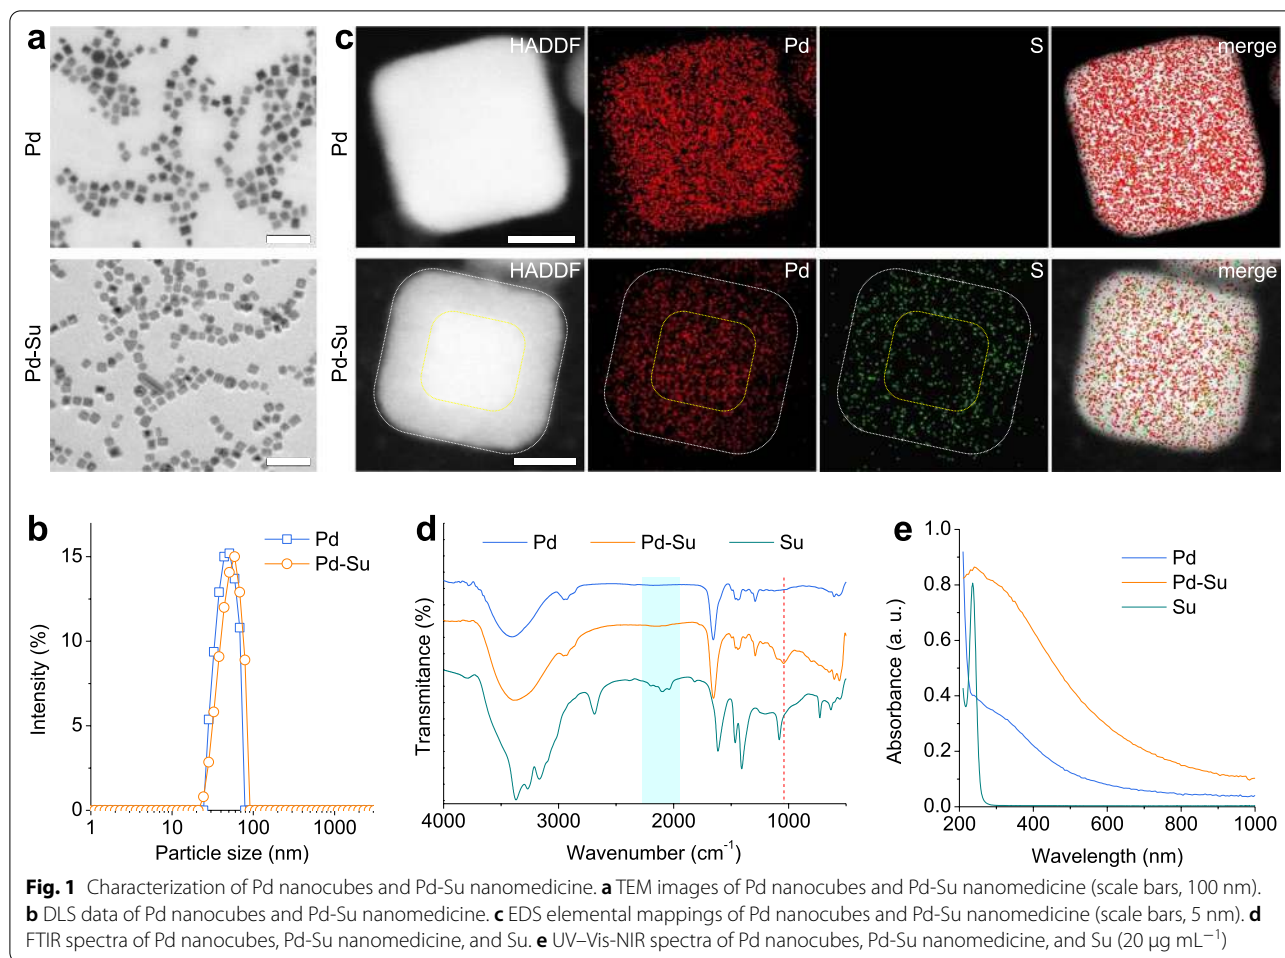 a
c
HADDF
Pd
S
merge
Pd
Pd
HADDF
Pd
S
merge
Pd-Su
Pd-Su
b
Pd
Pd-Su
15
10
5
0
Intensity (%)
1
10
100
1000
Particle size (nm)
d
Pd
Pd-Su
Su
Transmitance (%)
4000
3000
2000
1000
Wavenumber (cm⁻¹)
e
Pd
Pd-Su
Su
1.0
0.8
0.6
0.4
0.2
0.0
Absorbance (a. u.)
200
400
600
800
1000
Wavelength (nm)
Fig. 1 Characterization of Pd nanocubes and Pd-Su nanomedicine. a TEM images of Pd nanocubes and Pd-Su nanomedicine (scale bars, 100 nm).
b DLS data of Pd nanocubes and Pd-Su nanomedicine. c EDS elemental mappings of Pd nanocubes and Pd-Su nanomedicine (scale bars, 5 nm). d
FTIR spectra of Pd nanocubes, Pd-Su nanomedicine, and Su. e UV–Vis-NIR spectra of Pd nanocubes, Pd-Su nanomedicine, and Su (20 μg mL⁻¹)